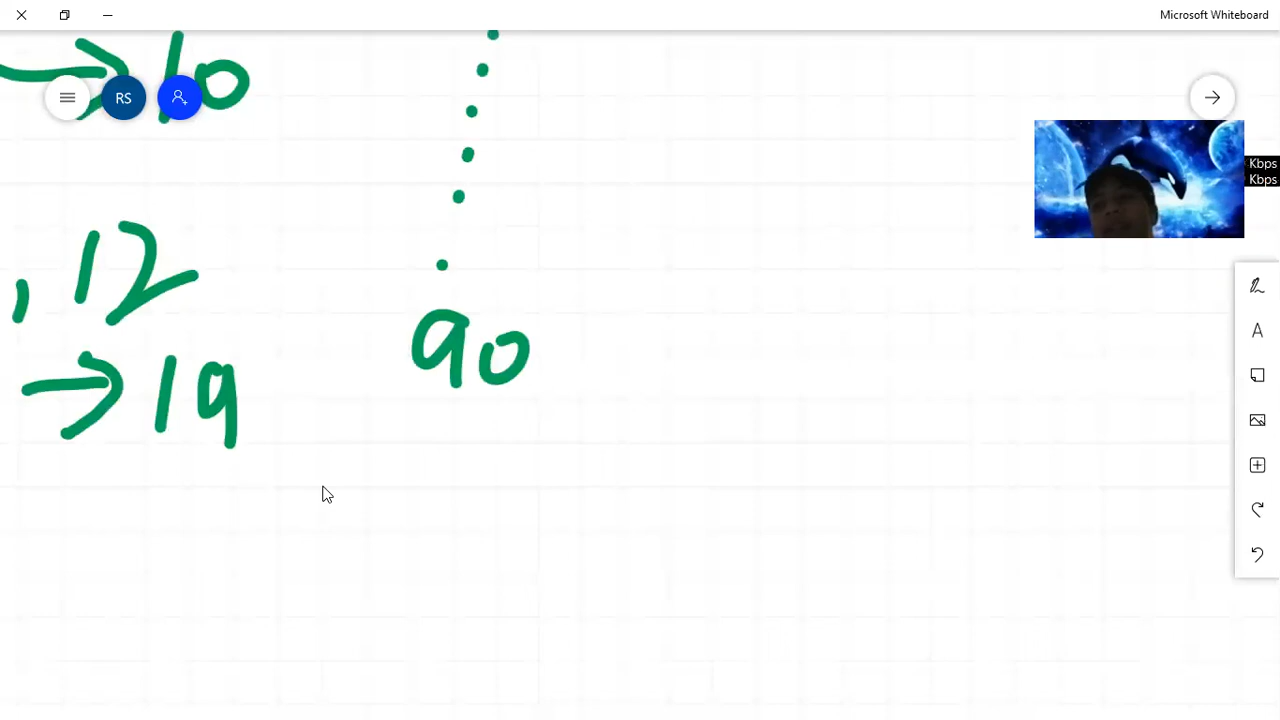 Microsoft Whiteboard
→ 10
RS
Kbps
Kbps
, 12
90
→ 19
A